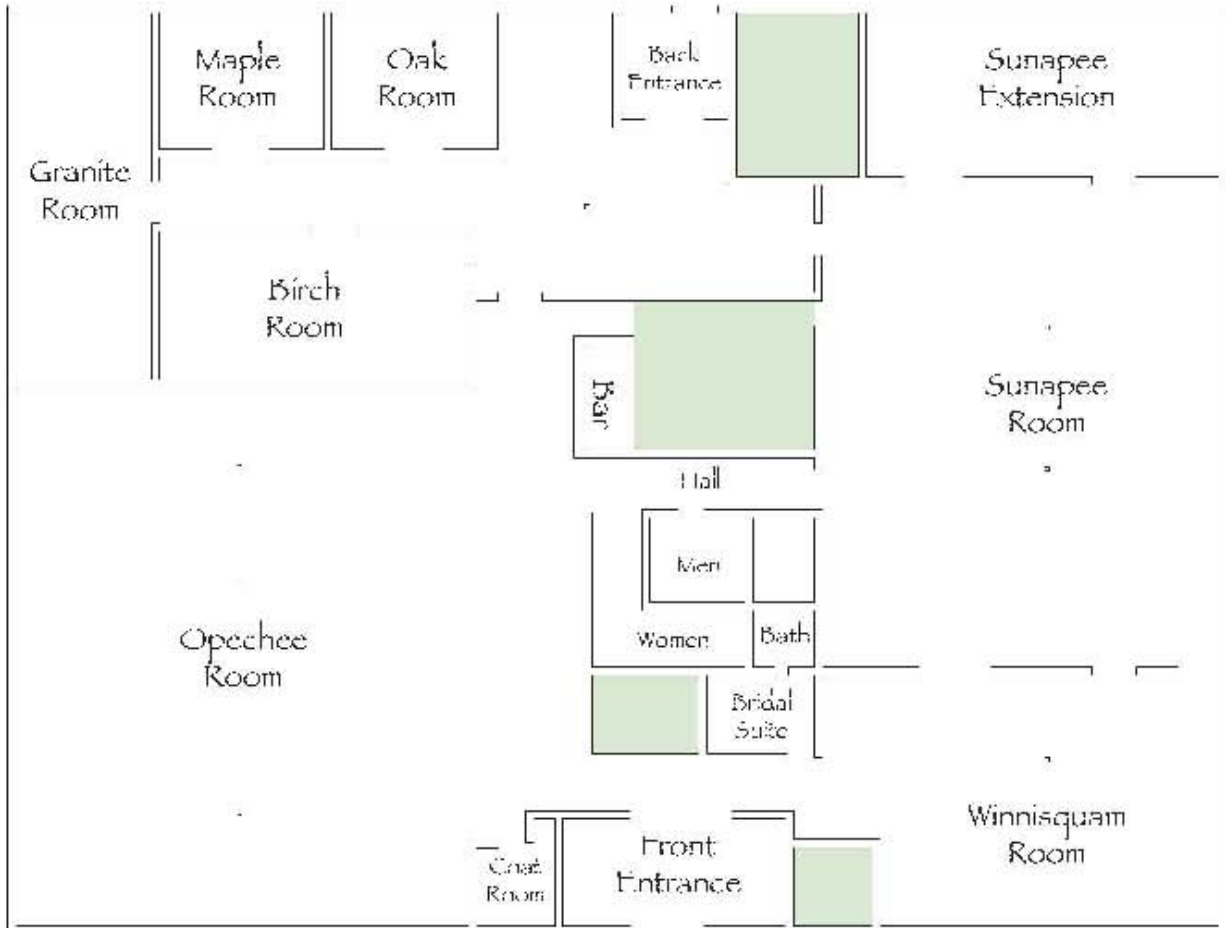 Maple
Room
Oak
Room
Back
Entrance
Sunapee
Extension
Granite
Room
Birch
Room
Bar
Sunapee
Room
Hall
Men
Women
Bath
Opechee
Room
Bridal
Suite
Winnisquam
Room
Coat
Room
Front
Entrance